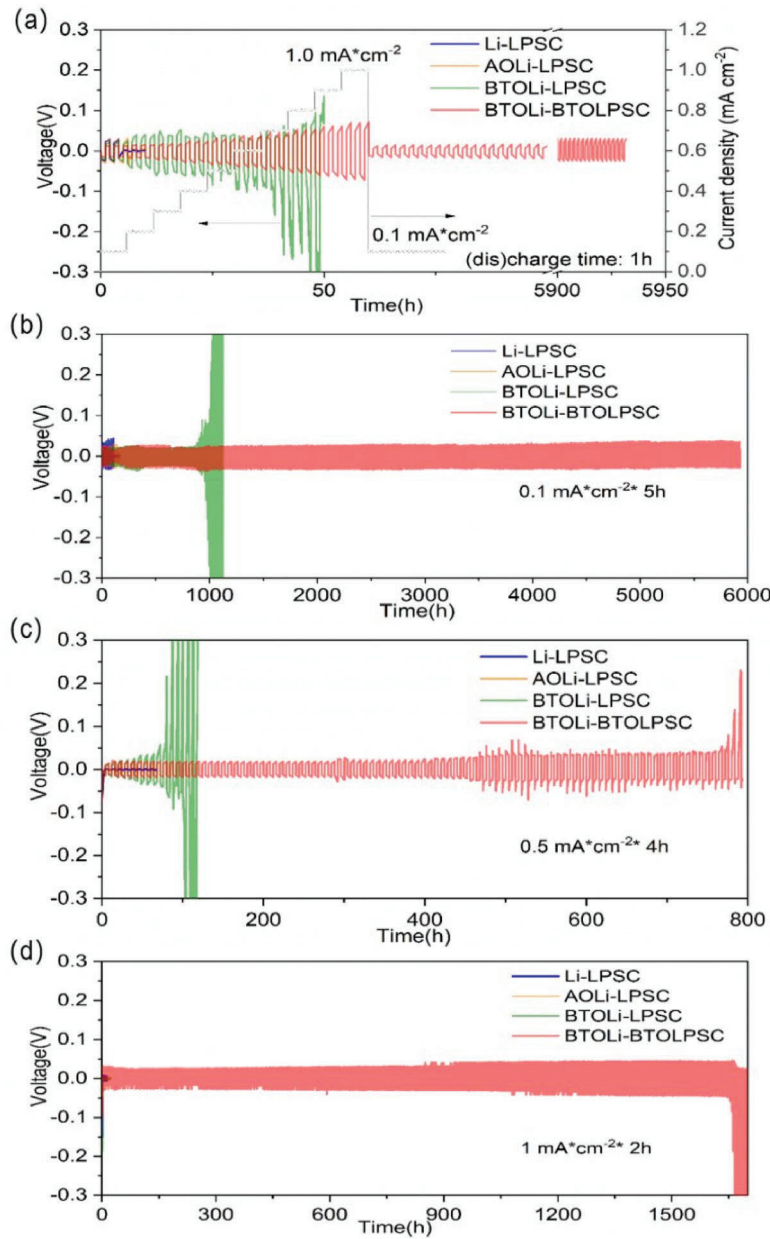 (a)
0.3
0.2
0.1
0.0
-0.1
-0.2
-0.3
Voltage(V)
1.0 mA*cm⁻²
Li-LPSC
AOLi-LPSC
BTOLi-LPSC
BTOLi-BTOLPSC
0.1 mA*cm⁻²
(dis)charge time: 1h
1.2
1.0
0.8
0.6
0.4
0.2
0.0
Current density (mA cm⁻²)
0 50 5900 5950
Time(h)
(b)
0.3
0.2
0.1
0.0
-0.1
-0.2
-0.3
Voltage(V)
Li-LPSC
AOLi-LPSC
BTOLi-LPSC
BTOLi-BTOLPSC
0.1 mA*cm⁻²* 5h
0 1000 2000 3000 4000 5000 6000
Time(h)
(c)
0.3
0.2
0.1
0.0
-0.1
-0.2
-0.3
Voltage(V)
Li-LPSC
AOLi-LPSC
BTOLi-LPSC
BTOLi-BTOLPSC
0.5 mA*cm⁻²* 4h
0 200 400 600 800
Time(h)
(d)
0.3
0.2
0.1
0.0
-0.1
-0.2
-0.3
Voltage(V)
Li-LPSC
AOLi-LPSC
BTOLi-LPSC
BTOLi-BTOLPSC
1 mA*cm⁻²* 2h
0 300 600 900 1200 1500
Time(h)